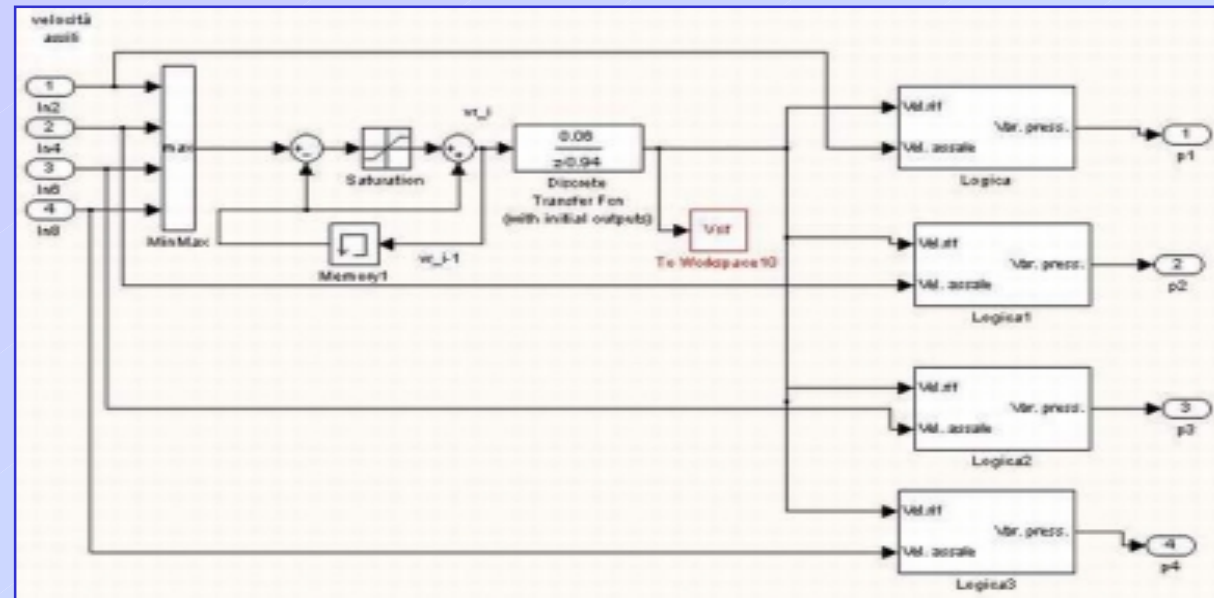 velocità
assili
1
In2
2
In4
3
In6
4
In8
max
MinMax
Saturation
vr_i
0.06
z-0.94
Discrete
Transfer Fcn
(with initial outputs)
Memory1
vr_i-1
Vrif
To Workspace10
Vel.rif
Vel. assale
Var. press.
Logica
1
p1
Vel.rif
Vel. assale
Var. press.
Logica1
2
p2
Vel.rif
Vel. assale
Var. press.
Logica2
3
p3
Vel.rif
Vel. assale
Var. press.
Logica3
4
p4